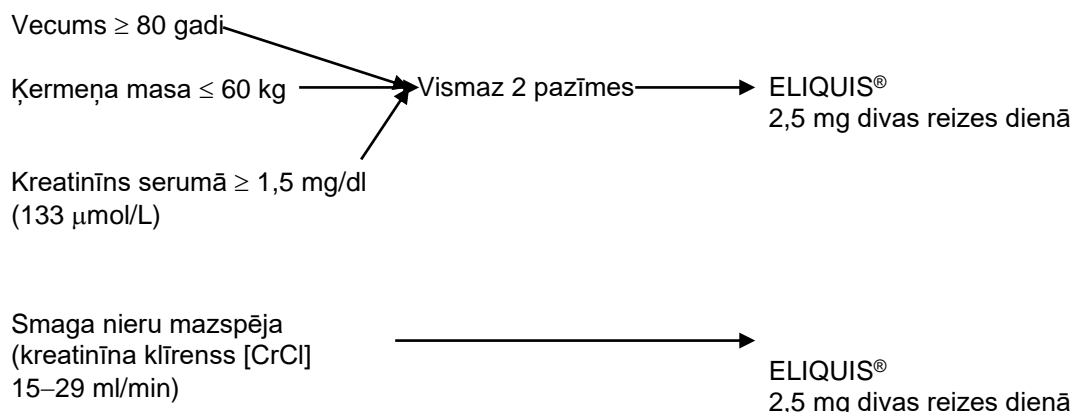 Vecums ≥ 80 gadi
Ķermeņa masa ≤ 60 kg
Vismaz 2 pazīmes
ELIQUIS®
2,5 mg divas reizes dienā
Kreatinīns serumā ≥ 1,5 mg/dl
(133 μmol/L)
Smaga nieru mazspēja
(kreatinīna klīrenss [CrCl]
15–29 ml/min)
ELIQUIS®
2,5 mg divas reizes dienā